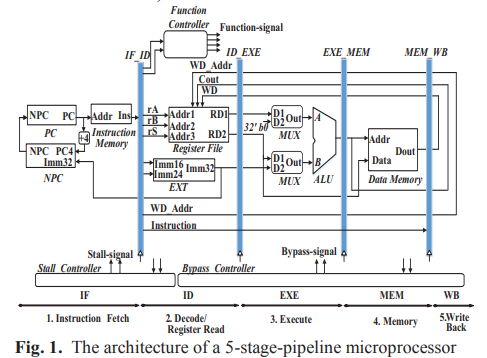 Function
Controller
Function-signal
IF_ID
ID_EXE
EXE_MEM
MEM_WB
WD_Addr
Cout
WD
NPC PC
PC
+4
NPC PC4
Imm32
NPC
Addr Ins
Instruction
Memory
rA
rB
rS
Addr1 RD1
Addr2
Addr3 RD2
Register File
32' b0
Imm16
Imm24
Imm32
EXT
D1
D2
Out
MUX
D1
D2
Out
MUX
A
B
ALU
Addr
Dout
Data
Data Memory
WD_Addr
Instruction
Stall-signal
Bypass-signal
Stall Controller
Bypass Controller
IF ID EXE MEM WB
1. Instruction Fetch
2. Decode/
Register Read
3. Execute
4. Memory
5.Write
Back
Fig. 1. The architecture of a 5-stage-pipeline microprocessor